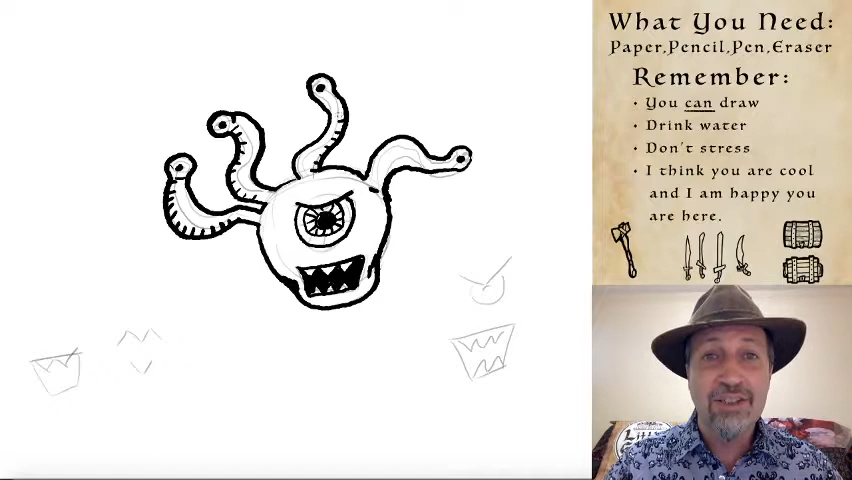 What You Need:
Paper,Pencil,Pen,Eraser
Remember:
• You can draw
• Drink water
• Don't stress
• I think you are cool
and I am happy you
are here.